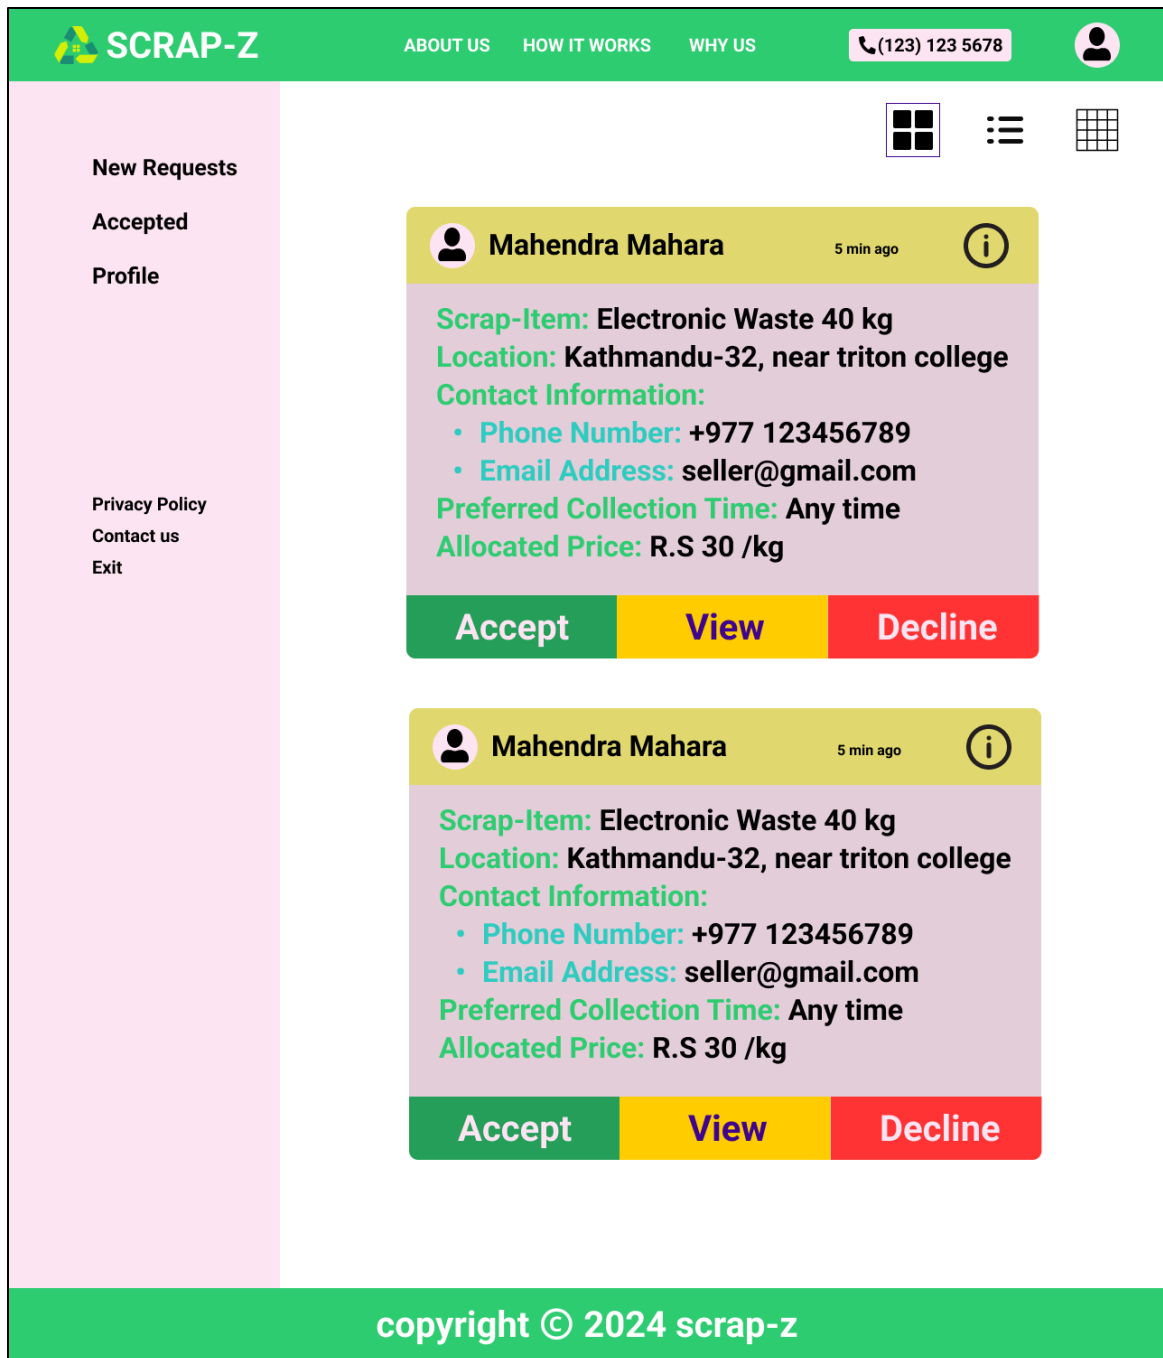 SCRAP-Z
ABOUT US HOW IT WORKS WHY US (123) 123 5678
New Requests
Accepted
Profile
Privacy Policy
Contact us
Exit
Mahendra Mahara 5 min ago
Scrap-Item: Electronic Waste 40 kg
Location: Kathmandu-32, near triton college
Contact Information:
• Phone Number: +977 123456789
• Email Address: seller@gmail.com
Preferred Collection Time: Any time
Allocated Price: R.S 30 /kg
Accept View Decline
Mahendra Mahara 5 min ago
Scrap-Item: Electronic Waste 40 kg
Location: Kathmandu-32, near triton college
Contact Information:
• Phone Number: +977 123456789
• Email Address: seller@gmail.com
Preferred Collection Time: Any time
Allocated Price: R.S 30 /kg
Accept View Decline
copyright © 2024 scrap-z